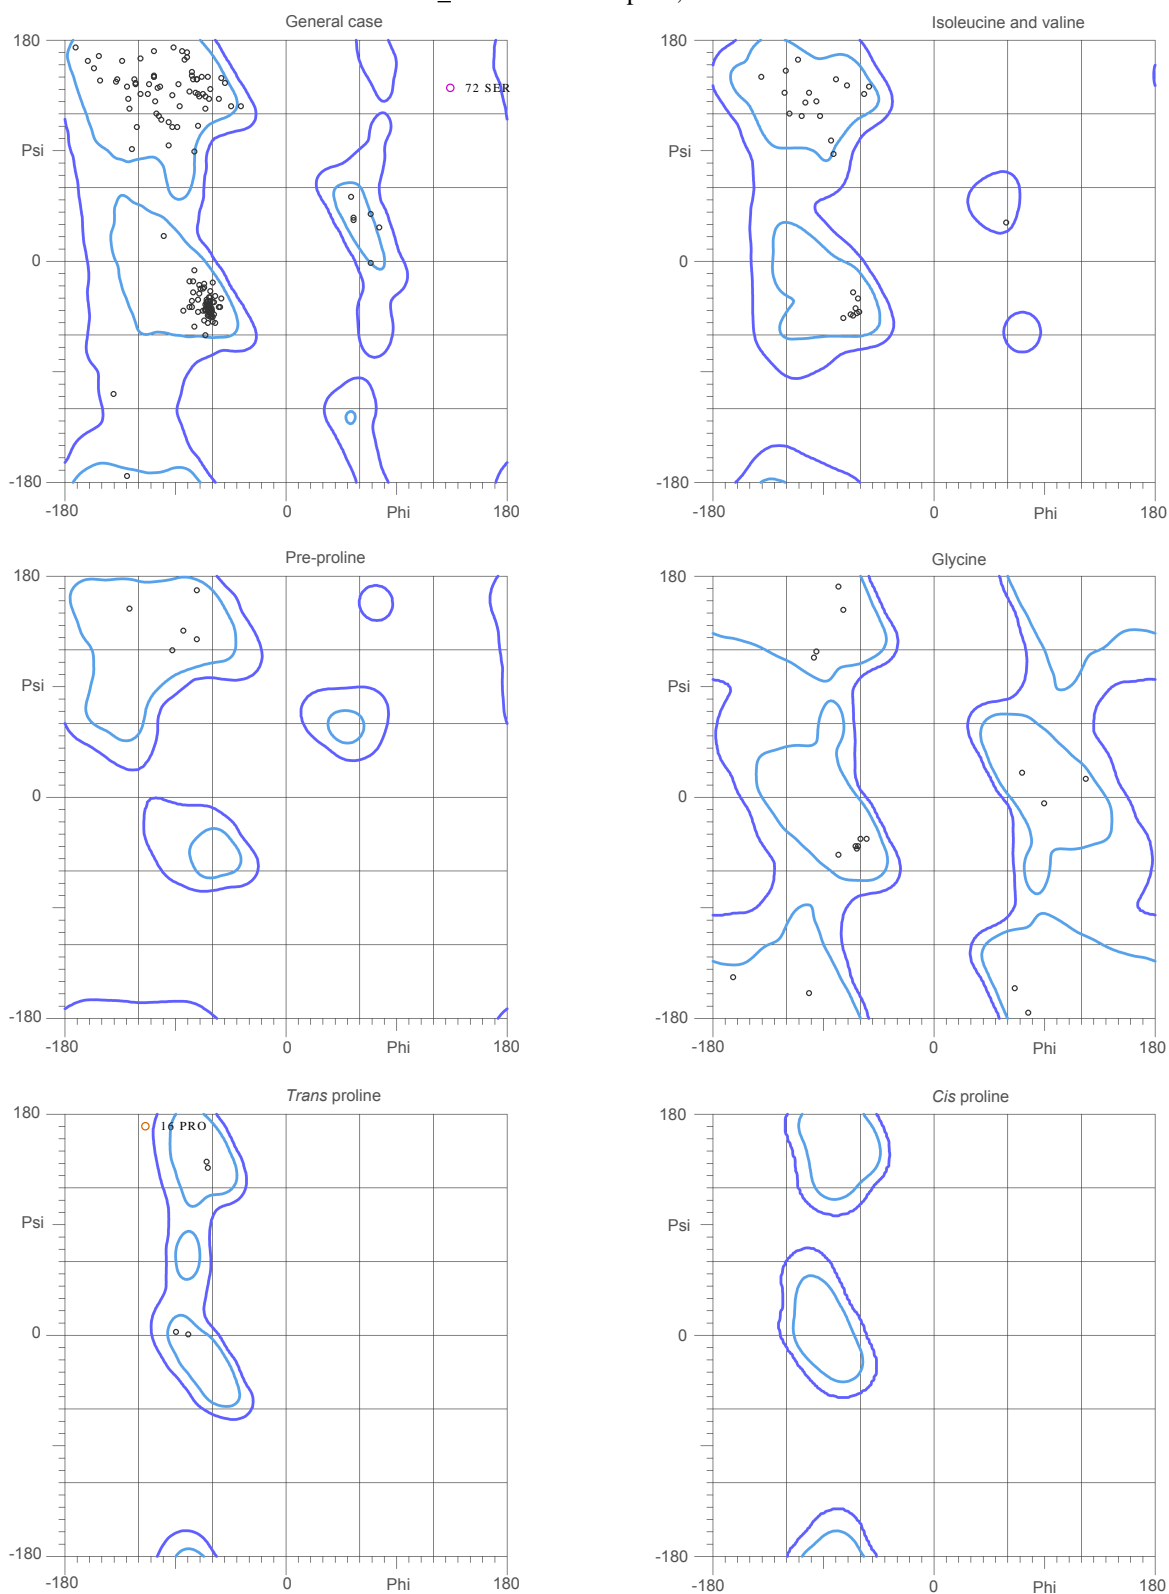 General case
180
72 SER
Psi
0
-180
-180
0
Phi
180
Isoleucine and valine
180
Psi
0
-180
-180
0
Phi
180
Pre-proline
180
Psi
0
-180
-180
0
Phi
180
Glycine
180
Psi
0
-180
-180
0
Phi
180
Trans proline
180
16 PRO
Psi
0
-180
-180
0
Phi
180
Cis proline
180
Psi
0
-180
-180
0
Phi
180